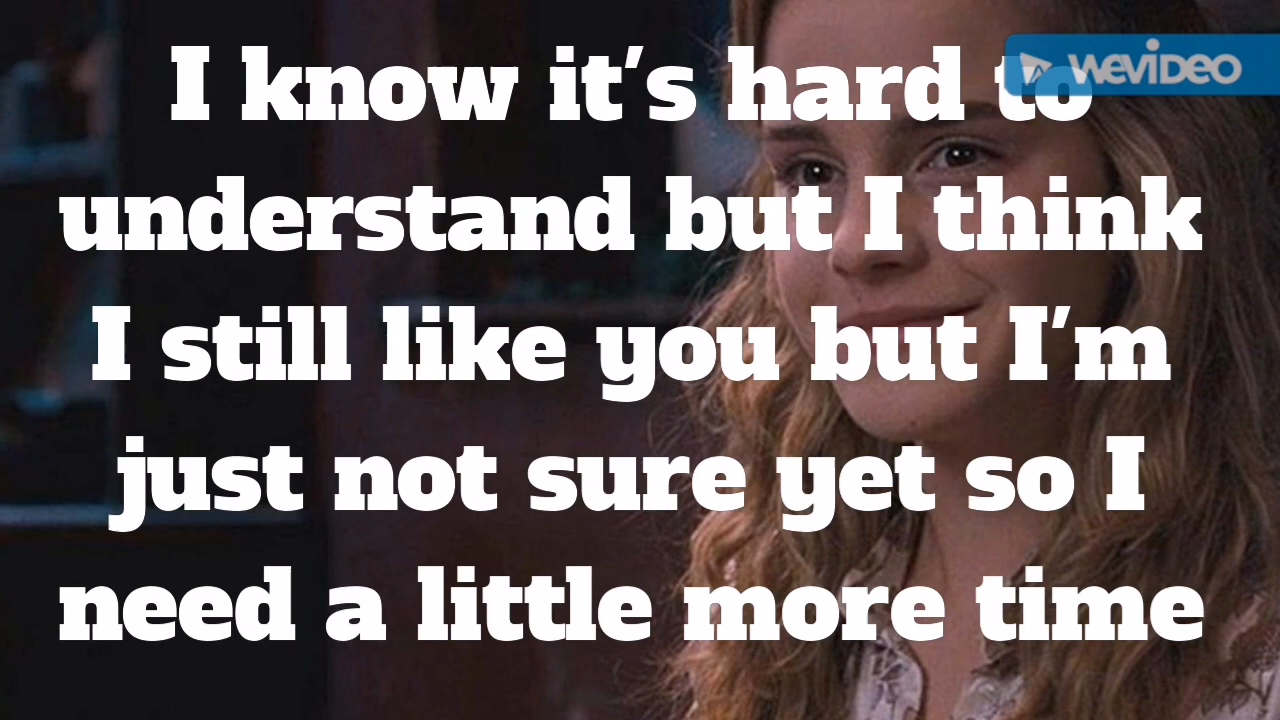 I know it's hard to
WEVIDEO
understand but I think
I still like you but I'm
just not sure yet so I
need a little more time